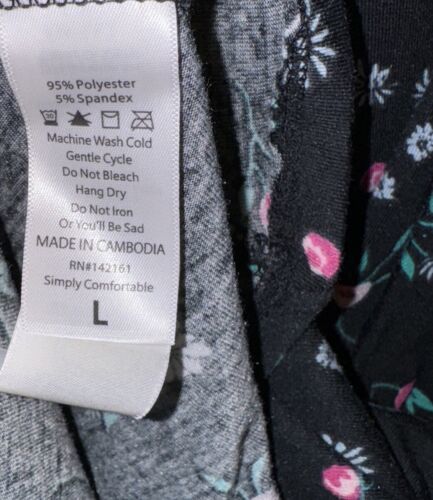 95% Polyester
5% Spandex
30
Machine Wash Cold
Gentle Cycle
Do Not Bleach
Hang Dry
Do Not Iron
Or You'll Be Sad
MADE IN CAMBODIA
RN#142161
Simply Comfortable
L